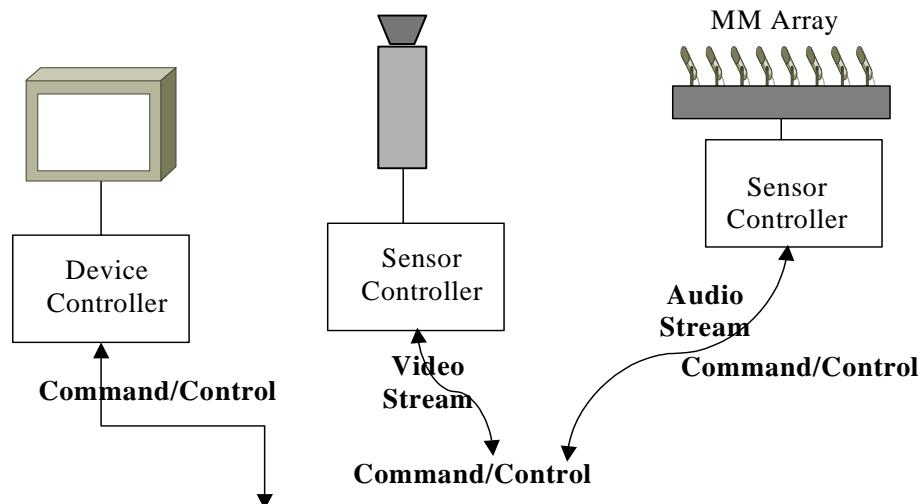 MM Array
Sensor
Controller
Device
Controller
Sensor
Controller
Audio
Stream
Command/Control
Video
Stream
Command/Control
Command/Control